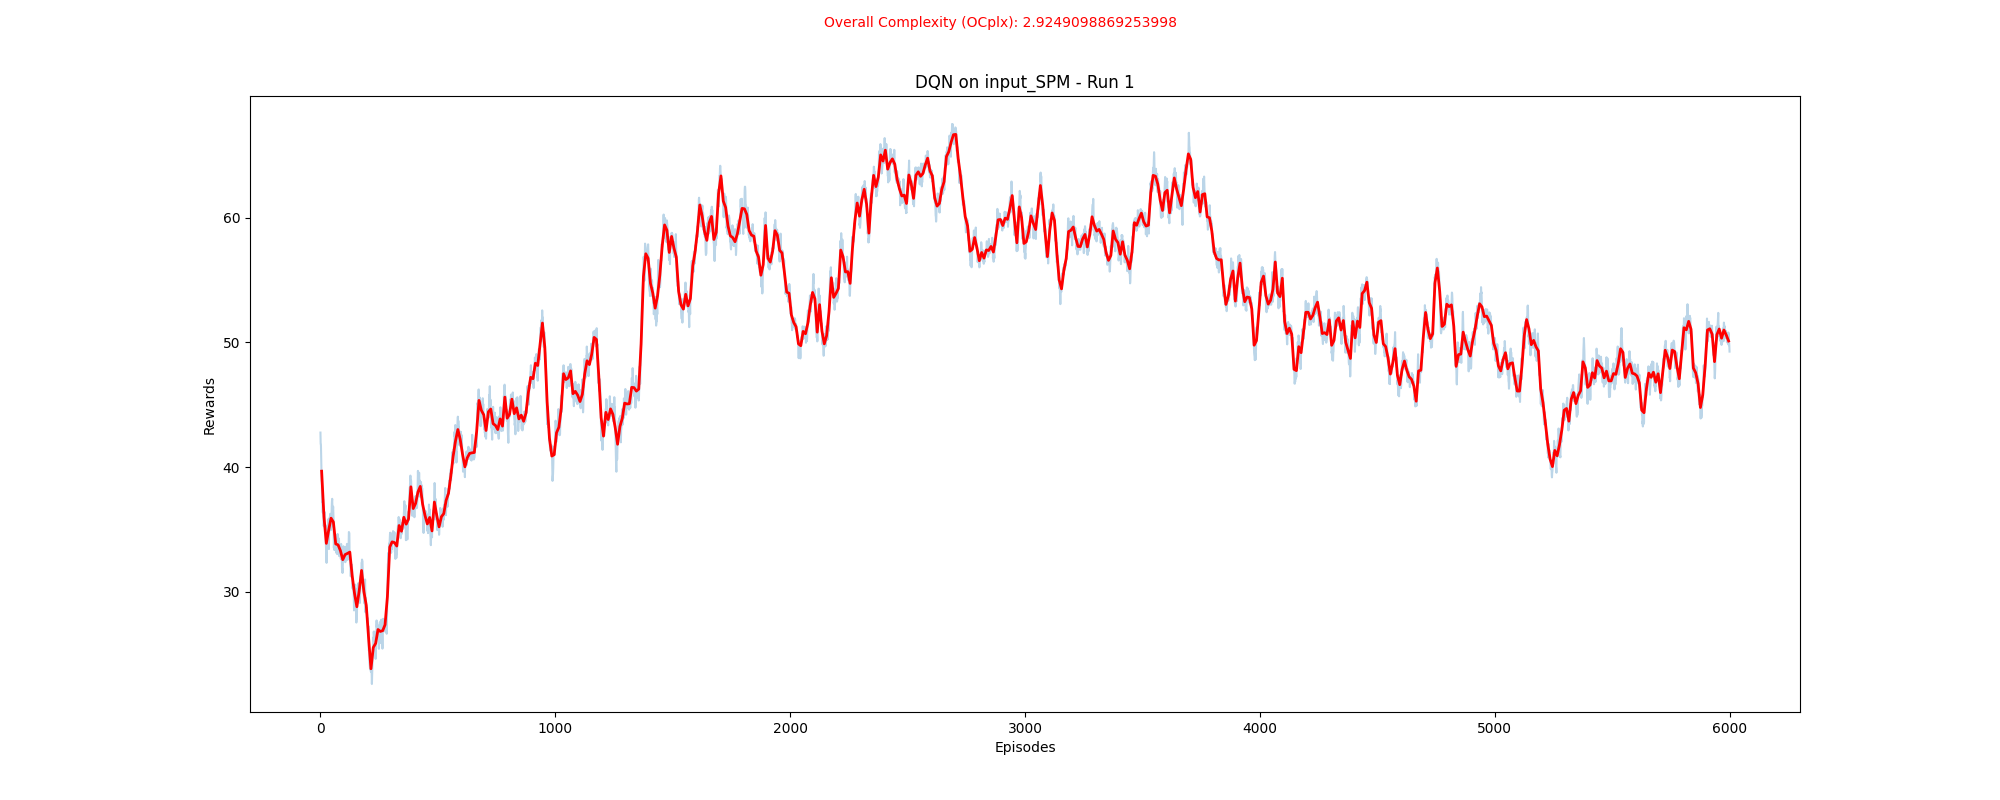 Overall Complexity (OCplx): 2.9249098869253998
DQN on input_SPM - Run 1
60
50
40
30
Rewards
0 1000 2000 3000 4000 5000 6000
Episodes